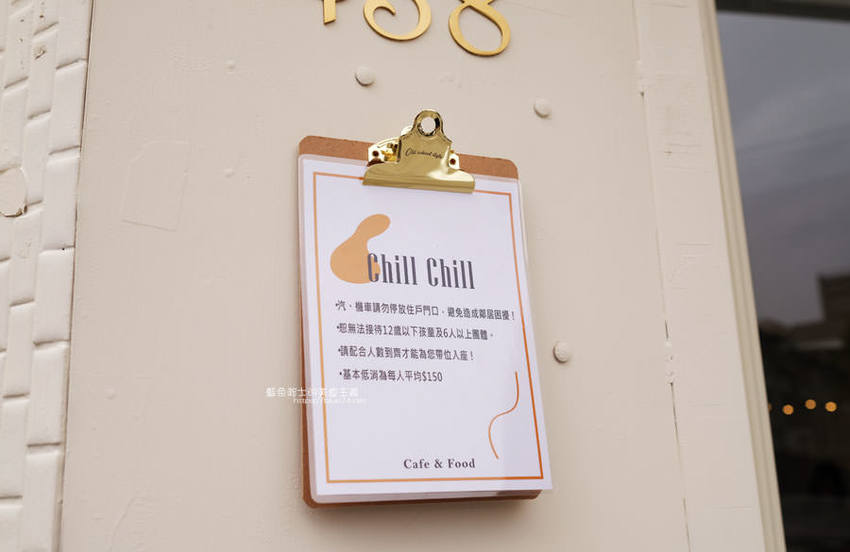 58
Chill Chill
•汽、機車請勿停放住戶門口，避免造成鄰居困擾！
•恕無法接待12歲以下孩童及6人以上團體。
•請配合人數到齊才能為您帶位入座！
•基本低消為每人平均$150
Cafe & Food